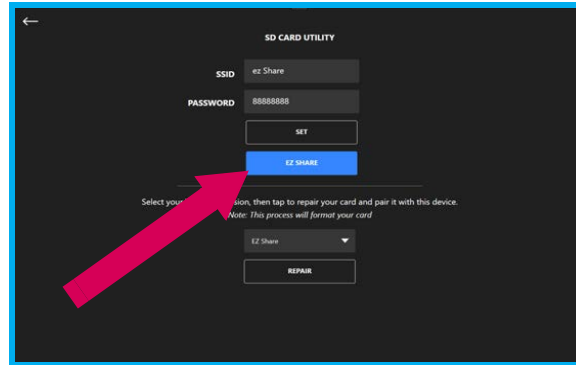 SD CARD UTILITY
SSID ez Share
PASSWORD 88888888
SET
EZ SHARE
Select your sion, then tap to repair your card and pair it with this device.
Note: This process will format your card
EZ Share
REPAIR